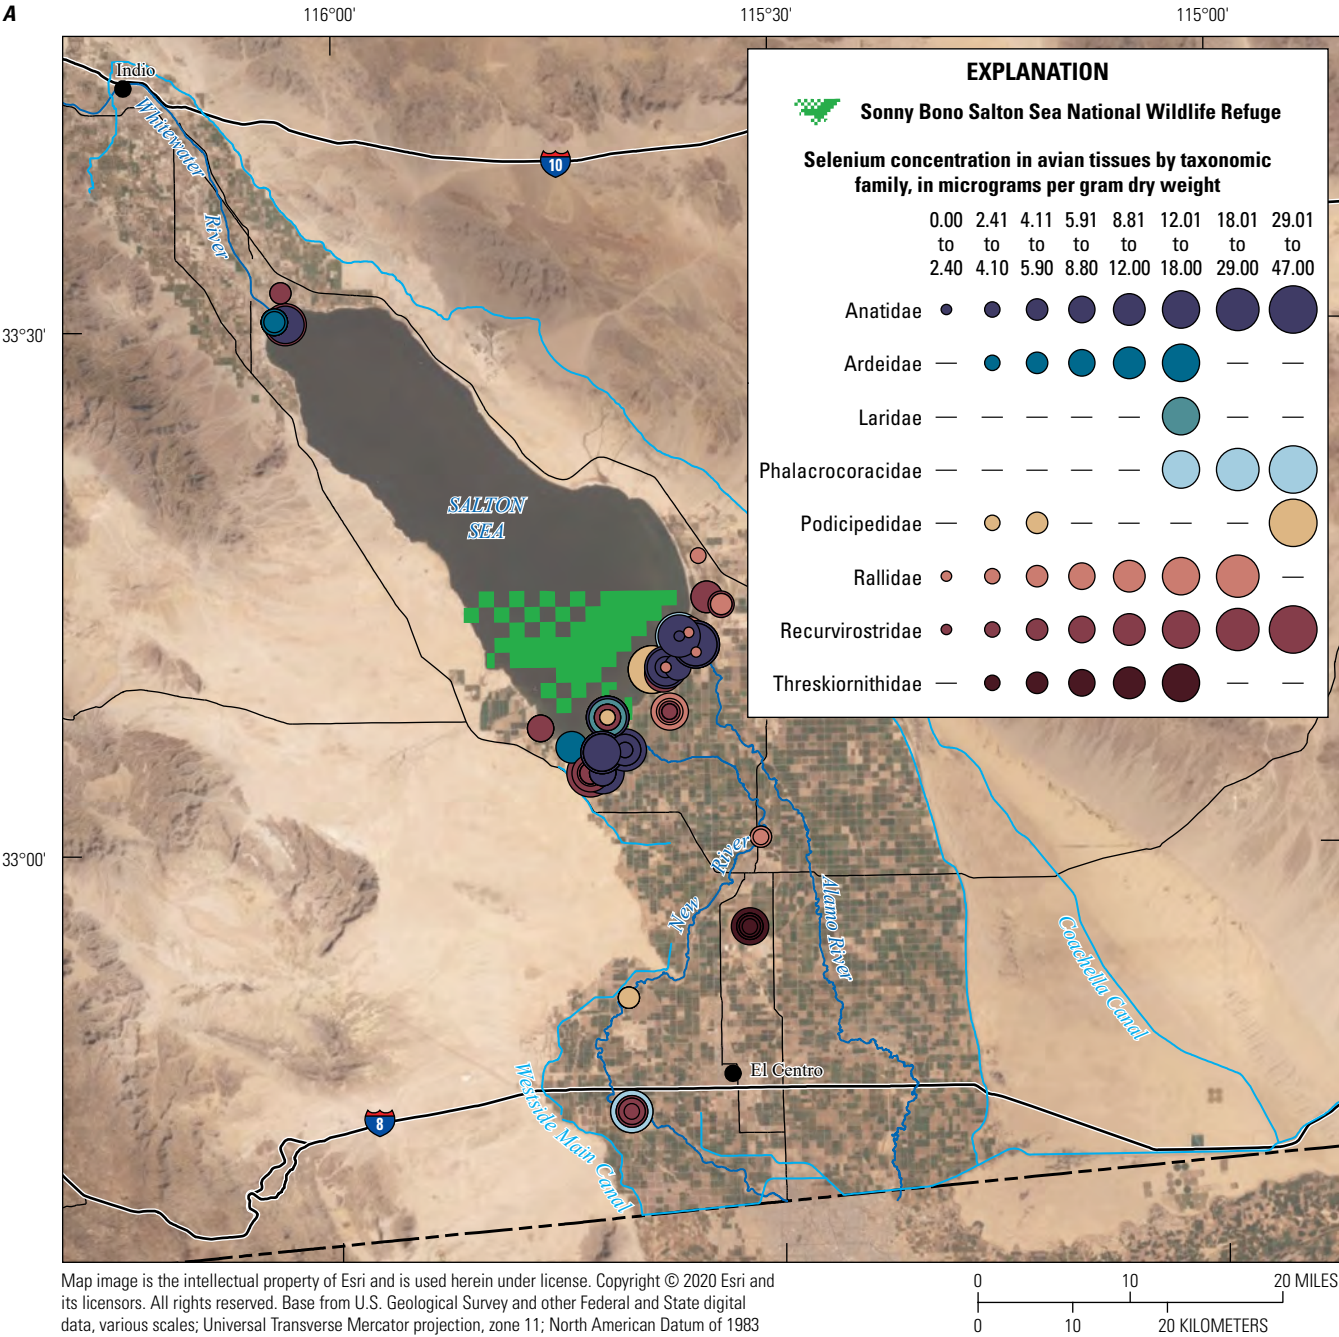 A
116°00'
115°30'
115°00'
EXPLANATION
Sonny Bono Salton Sea National Wildlife Refuge
Selenium concentration in avian tissues by taxonomic
family, in micrograms per gram dry weight
0.00 2.41 4.11 5.91 8.81 12.01 18.01 29.01
to to to to to to to to
2.40 4.10 5.90 8.80 12.00 18.00 29.00 47.00
Anatidae
Ardeidae — — —
Laridae — — — — — — —
Phalacrocoracidae — — — — —
Podicipedidae — — — — —
Rallidae —
Recurvirostridae
Threskiornithidae — — —
Indio
Whitewater
River
10
33°30'
SALTON
SEA
33°00'
New
River
Alamo River
Coachella Canal
El Centro
Westside Main Canal
8
Map image is the intellectual property of Esri and is used herein under license. Copyright © 2020 Esri and
its licensors. All rights reserved. Base from U.S. Geological Survey and other Federal and State digital
data, various scales; Universal Transverse Mercator projection, zone 11; North American Datum of 1983
0 10 20 MILES
0 10 20 KILOMETERS